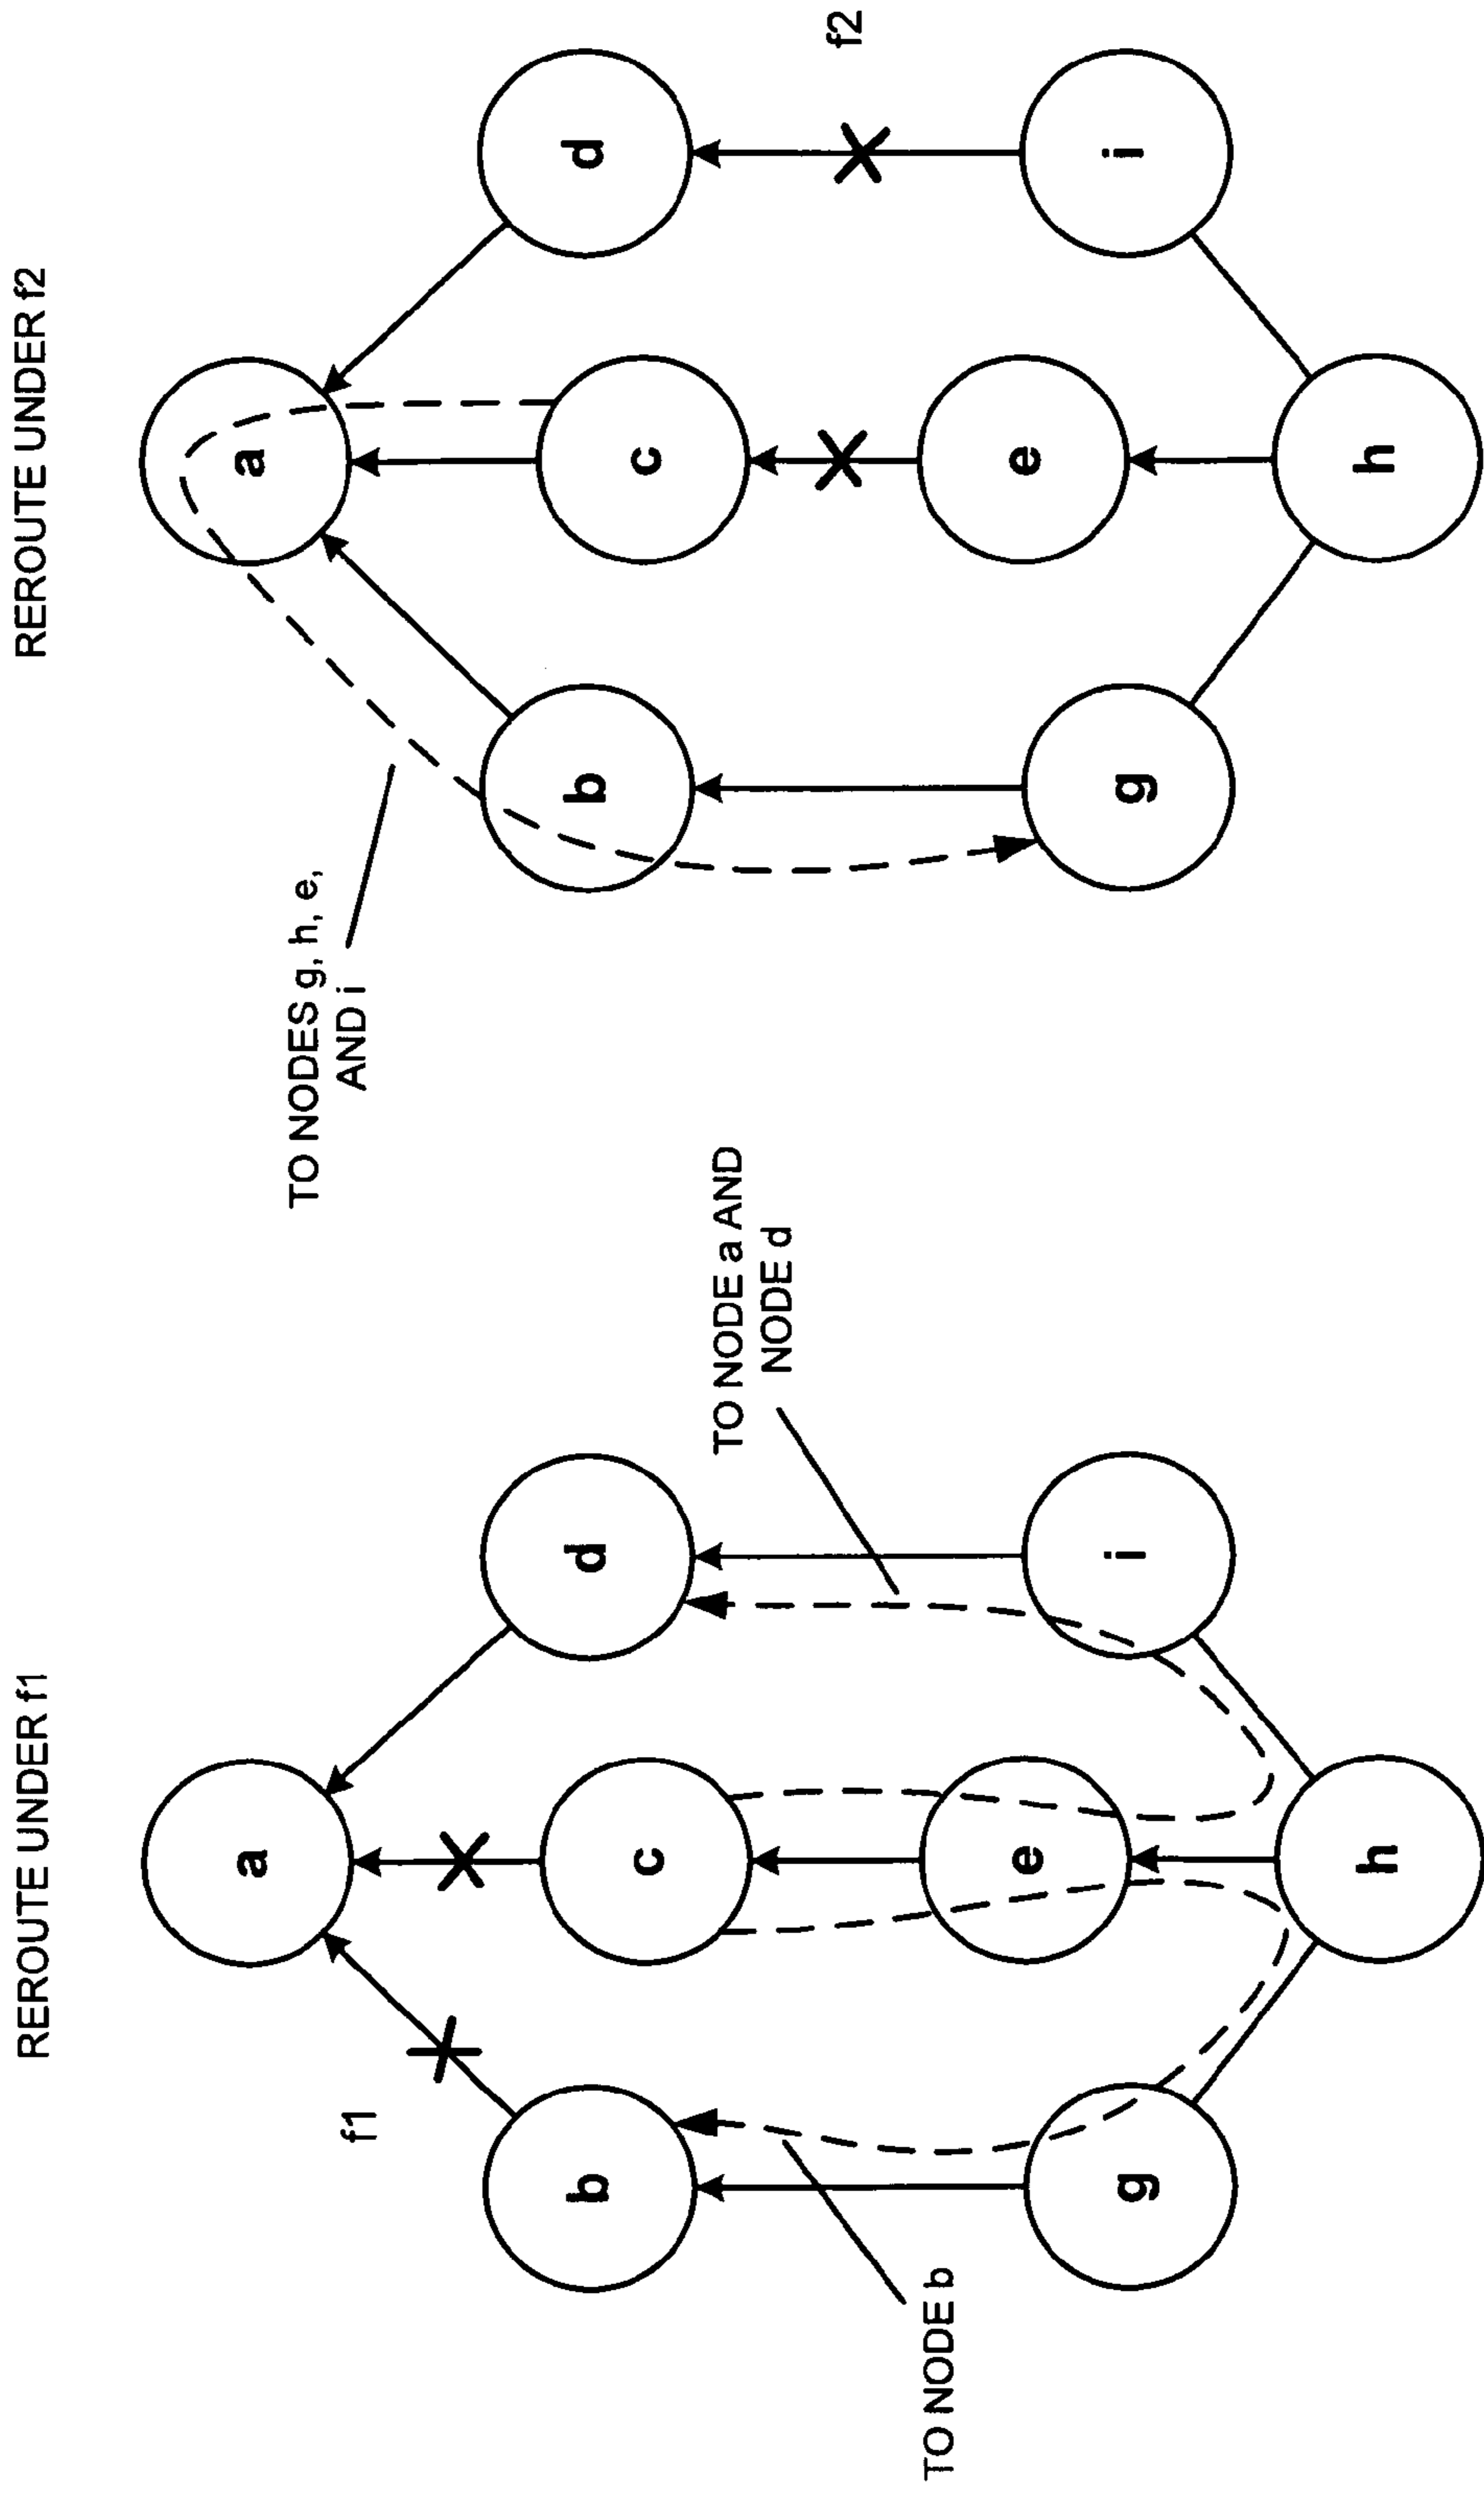 REROUTE UNDER f1
a
f1
b
d
c
TO NODE a AND
NODE d
TO NODE b
e
g
i
h
REROUTE UNDER f2
a
TO NODES g, h, e,
AND i
b
d
c
f2
e
g
i
h